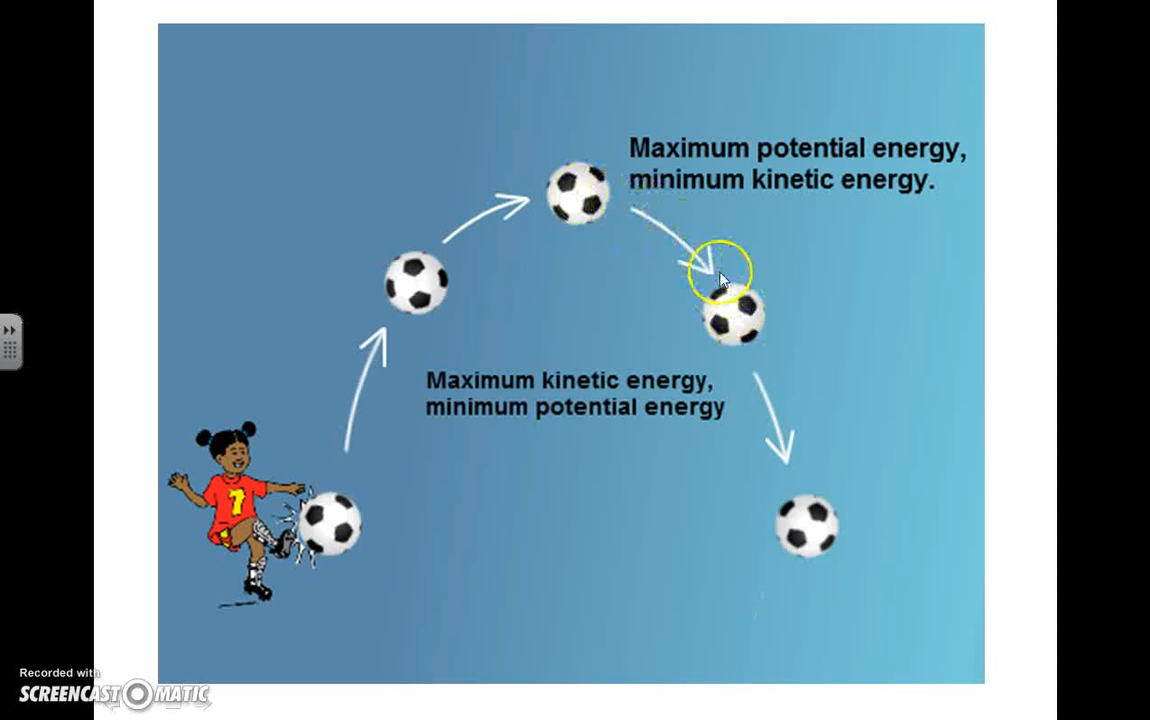 Maximum potential energy,
minimum kinetic energy.
Maximum kinetic energy,
minimum potential energy
7
Recorded with
SCREENCAST-O-MATIC